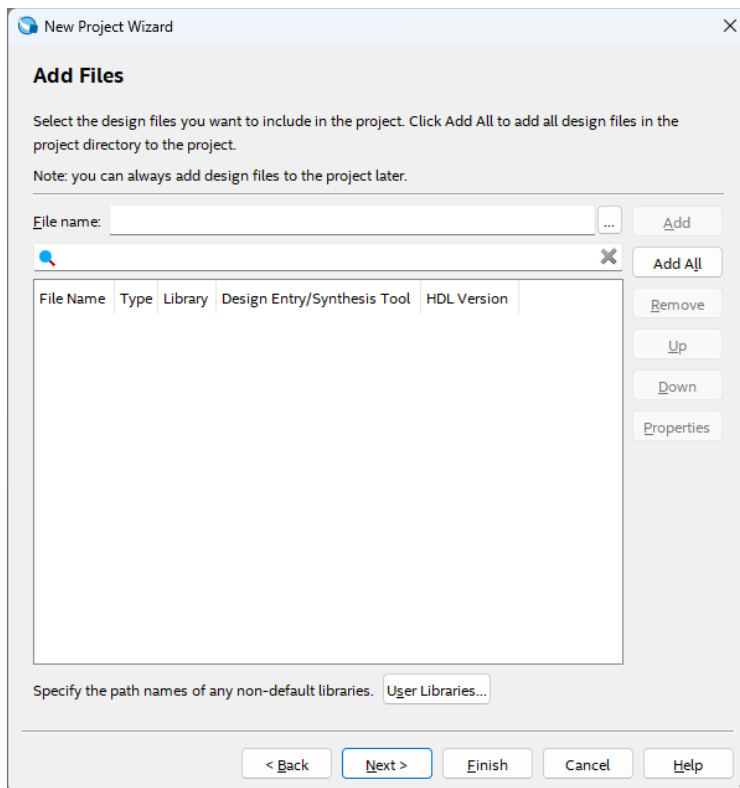 New Project Wizard
Add Files
Select the design files you want to include in the project. Click Add All to add all design files in the
project directory to the project.
Note: you can always add design files to the project later.
File name:
...
Add
Add All
File Name Type Library Design Entry/Synthesis Tool HDL Version
Remove
Up
Down
Properties
Specify the path names of any non-default libraries. User Libraries...
< Back Next > Finish Cancel Help